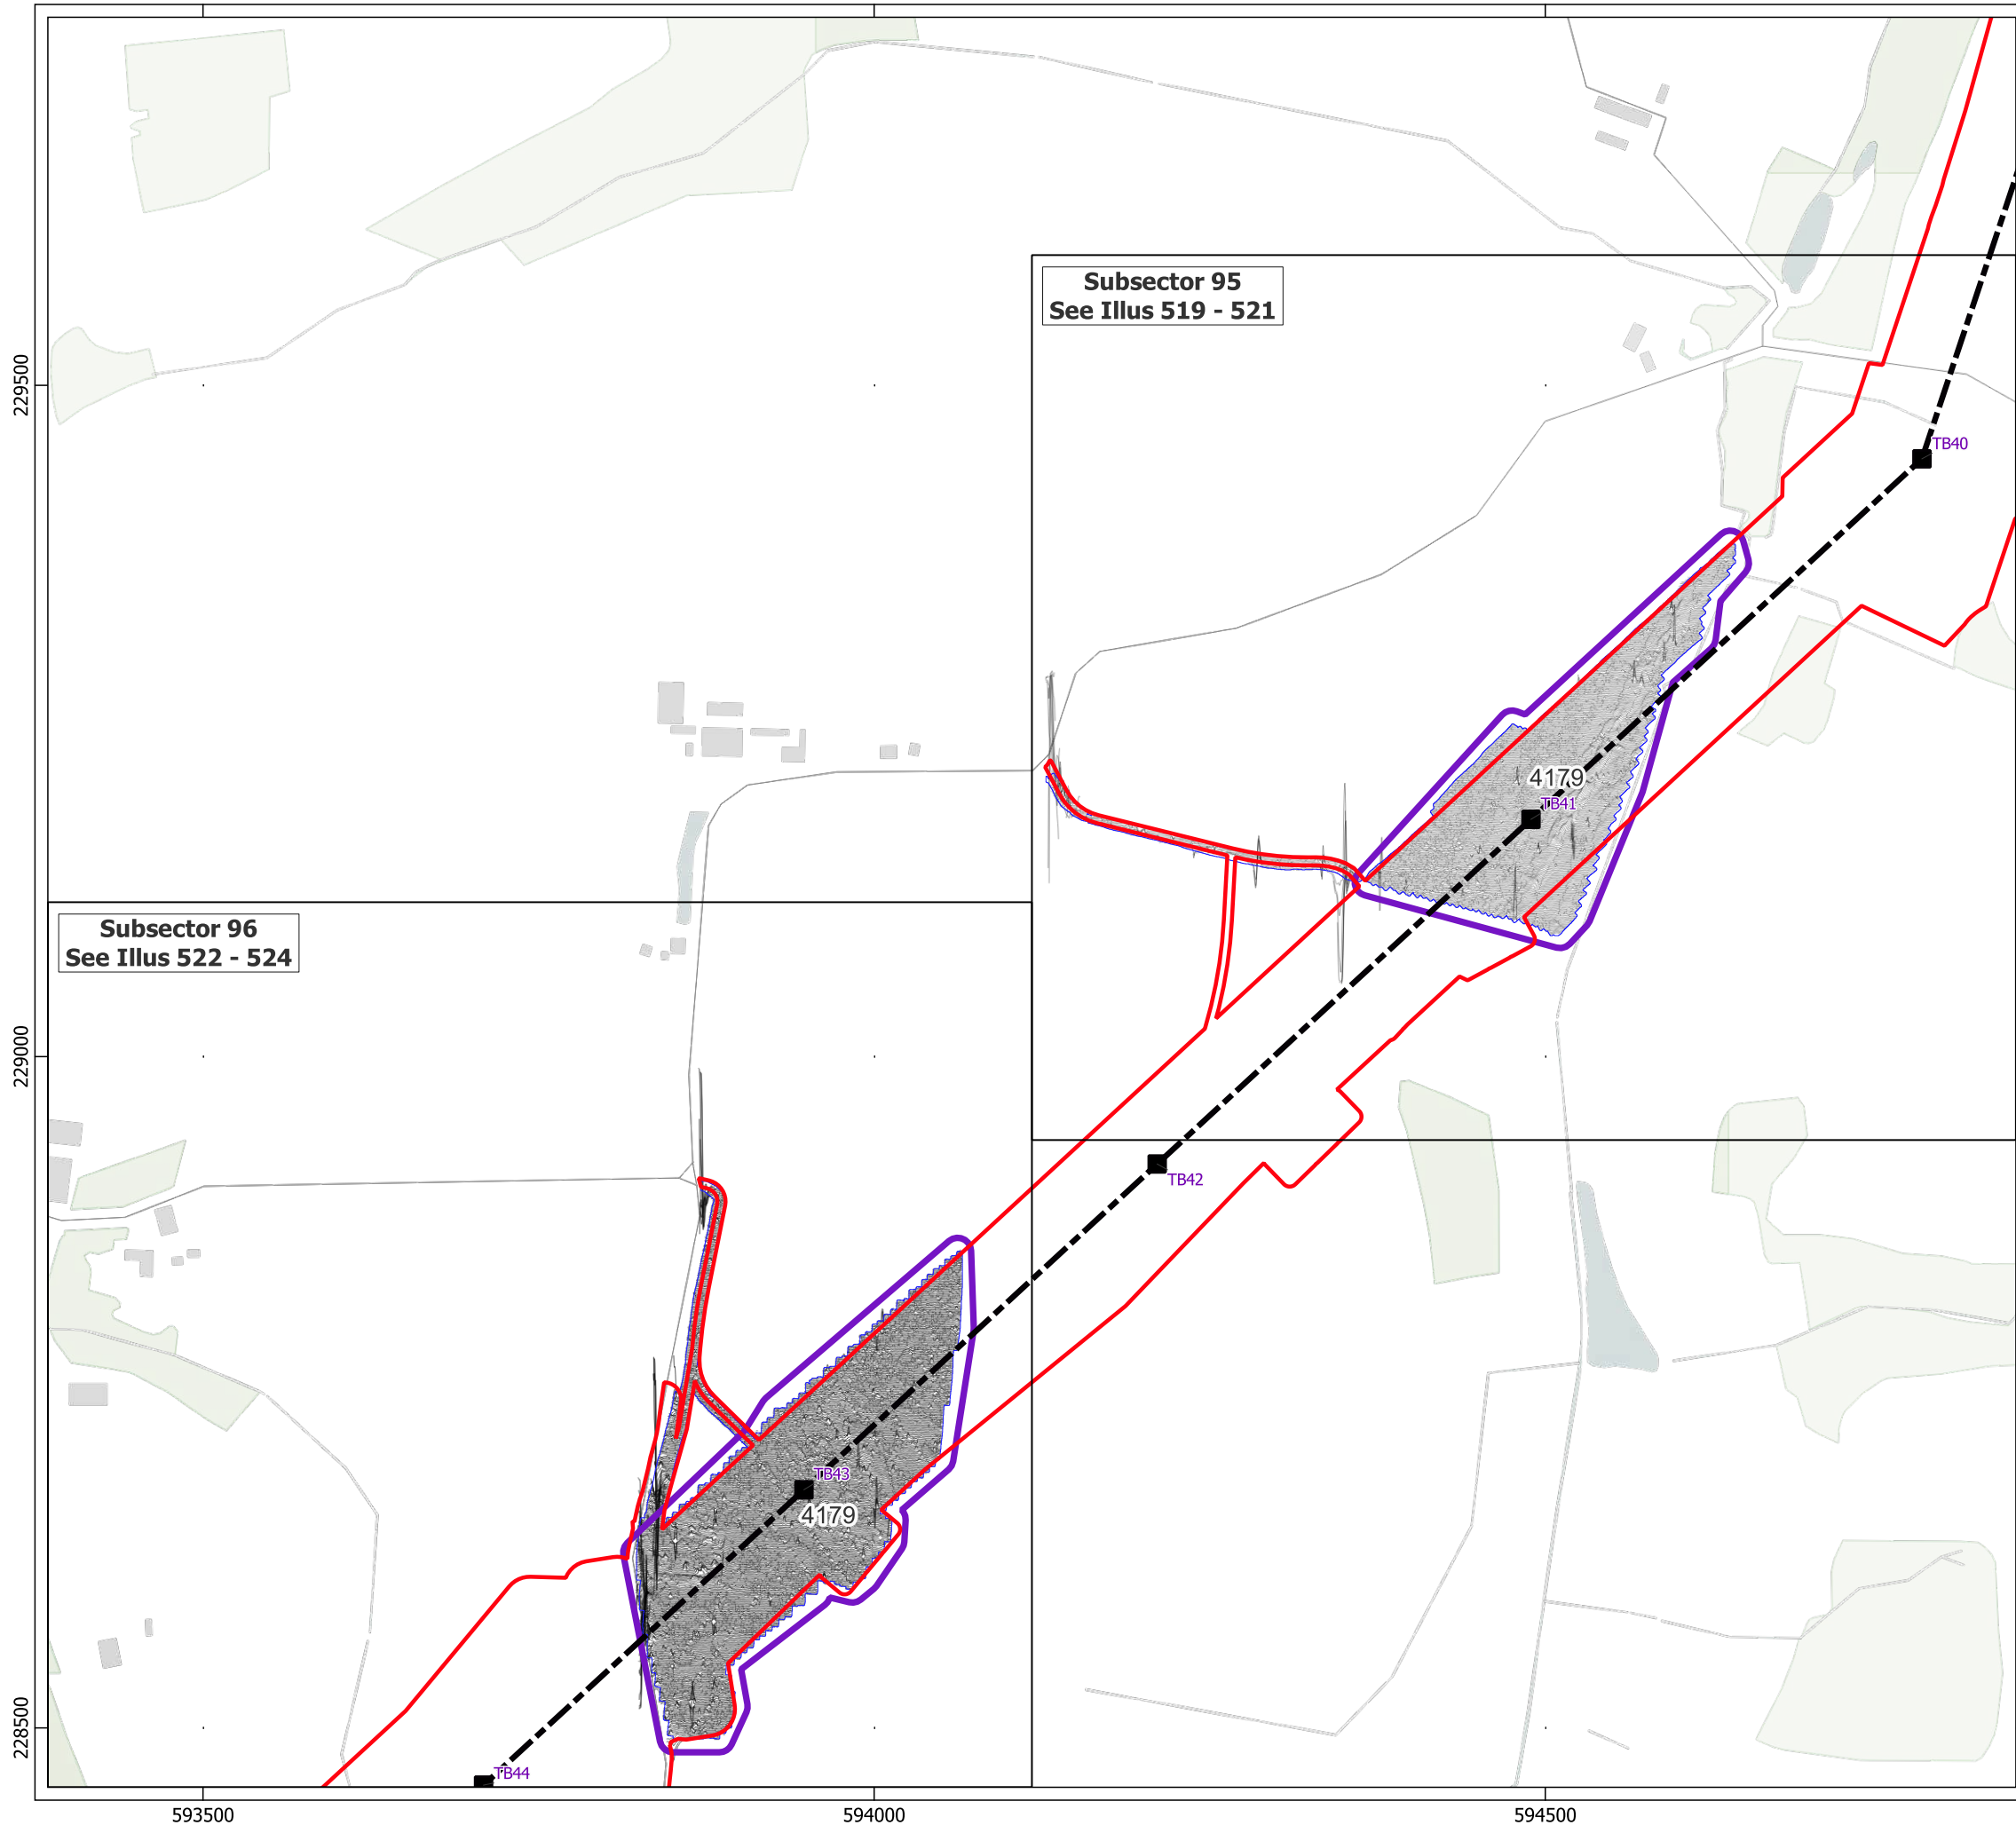 Subsector 95
See Illus 519 - 521
229500
TB40
4179
TB41
Subsector 96
See Illus 522 - 524
229000
TB42
TB43
4179
228500
TB44
593500
594000
594500